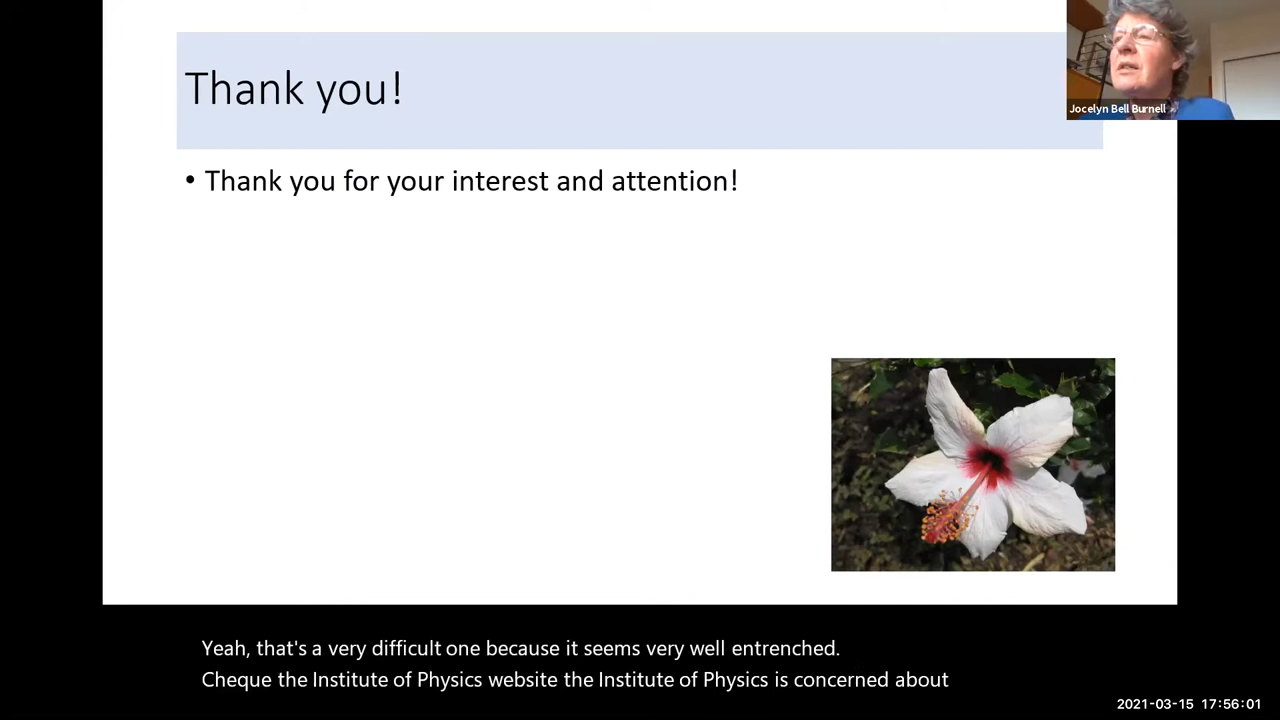 Thank you!
• Thank you for your interest and attention!
Jocelyn Bell Burnell
Yeah, that's a very difficult one because it seems very well entrenched.
Cheque the Institute of Physics website the Institute of Physics is concerned about
2021-03-15 17:56:01